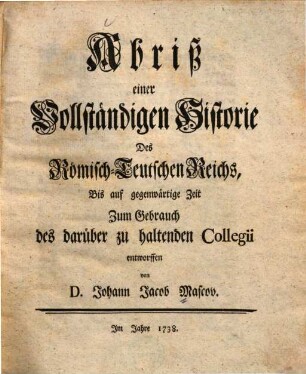 Abriß
einer
Vollständigen Historie
Des
Römisch-Teutschen Reichs,
Bis auf gegenwärtige Zeit
Zum Gebrauch
des darüber zu haltenden Collegii
entworffen
von
D. Johann Jacob Mascov.
Im Jahre 1738.